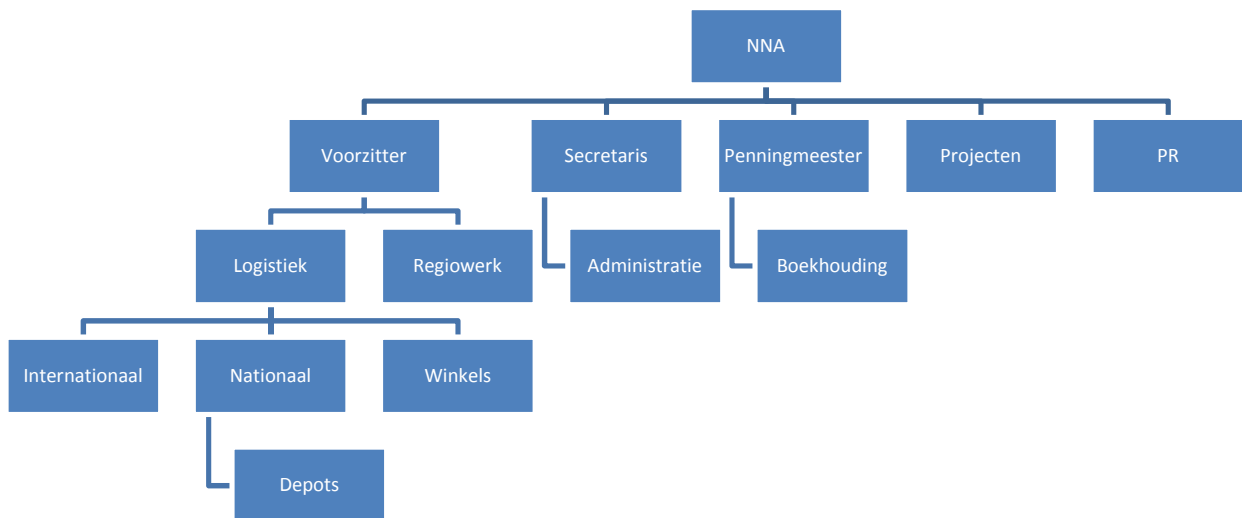 NNA
Voorzitter
Secretaris
Penningmeester
Projecten
PR
Logistiek
Regiowerk
Administratie
Boekhouding
Internationaal
Nationaal
Winkels
Depots